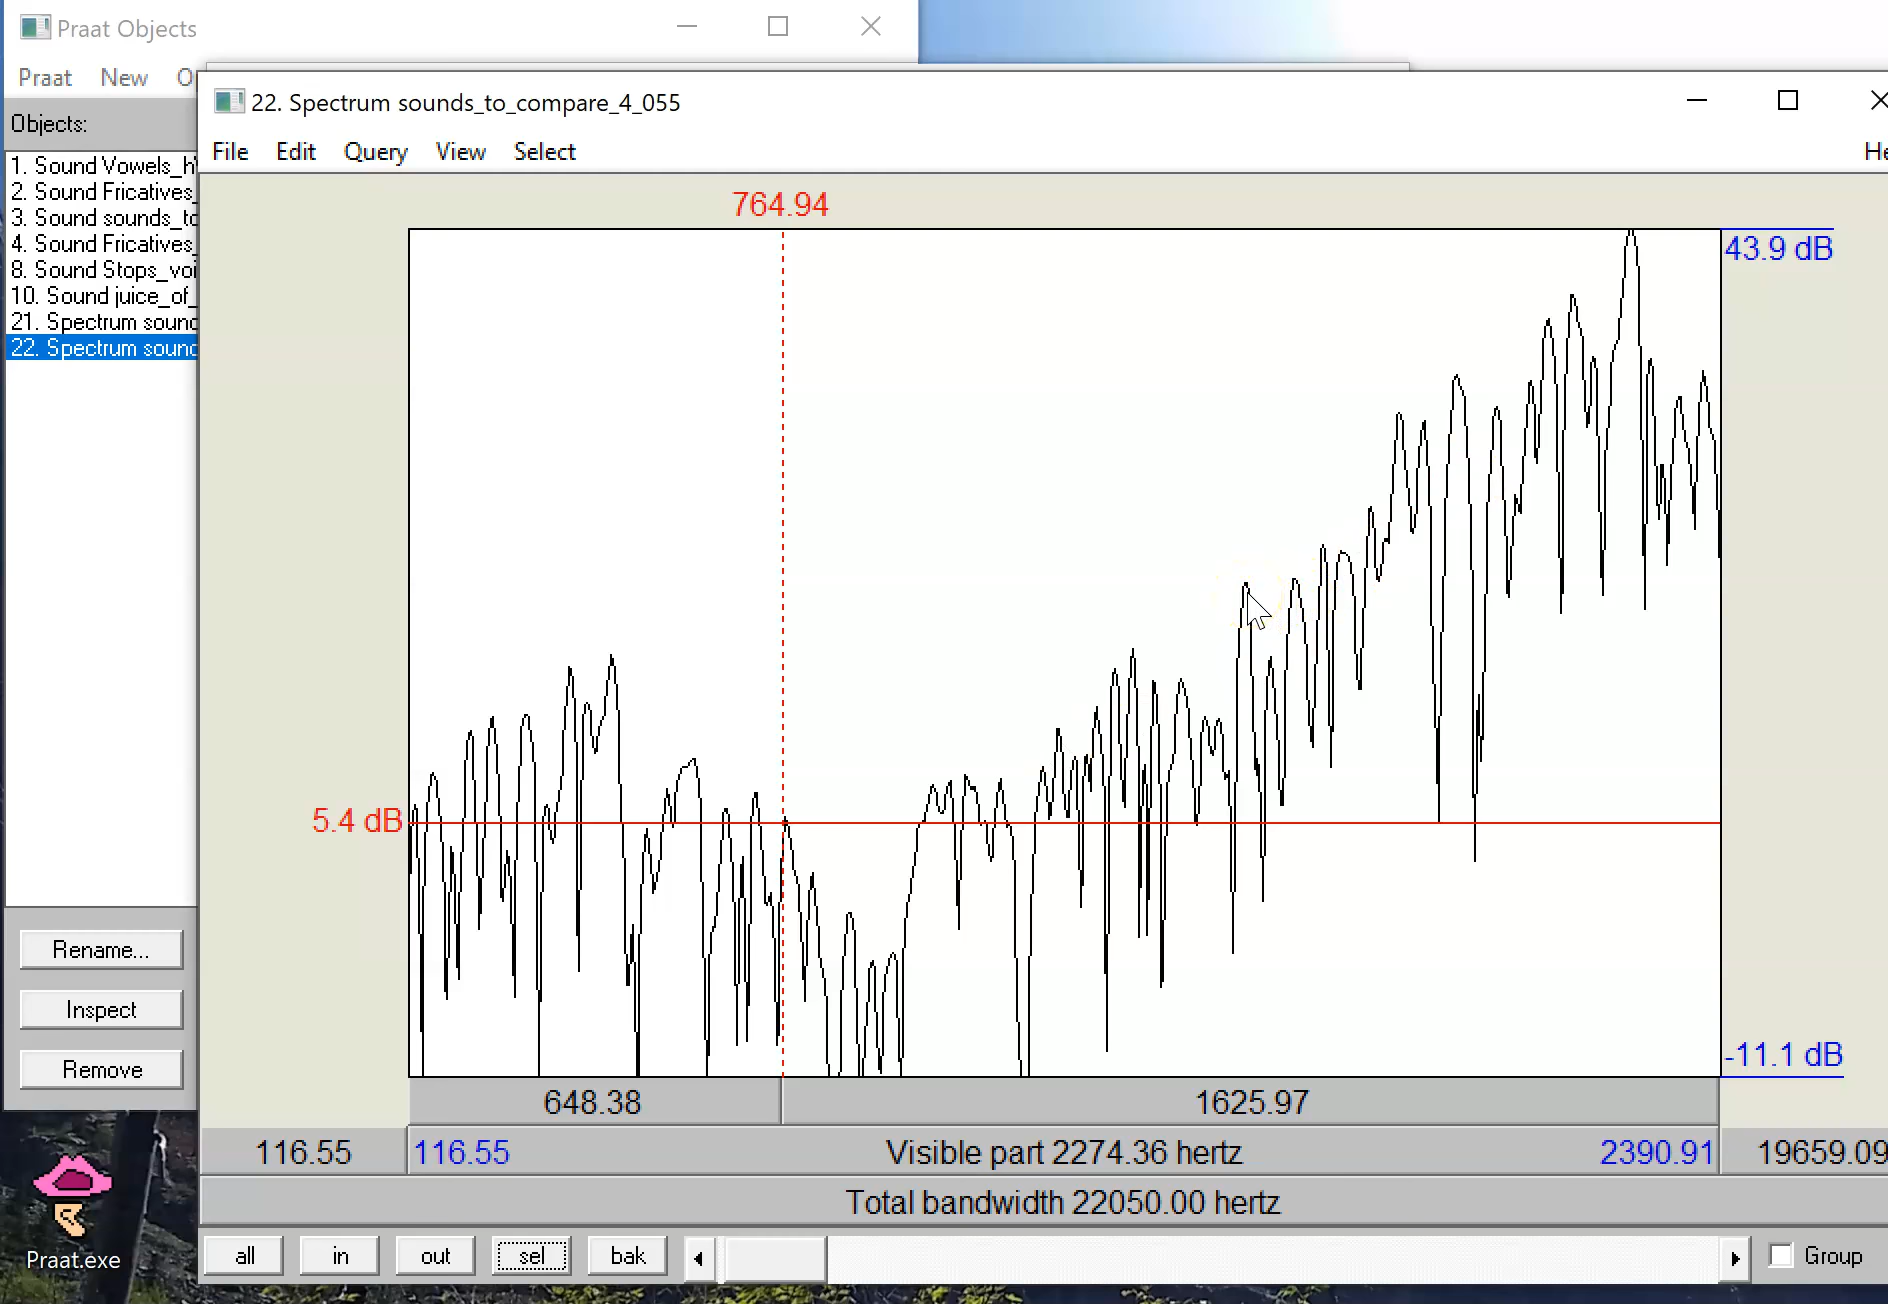 Praat Objects
Praat New
Objects:
1. Sound Vowels_h
2. Sound Fricatives_
3. Sound sounds_to
4. Sound Fricatives_
8. Sound Stops_voi
10. Sound juice_of_
21. Spectrum sound
22. Spectrum sound
Rename...
Inspect
Remove
Praat.exe
22. Spectrum sounds_to_compare_4_055
File Edit Query View Select He
764.94
43.9 dB
5.4 dB
-11.1 dB
648.38 1625.97
116.55 116.55 Visible part 2274.36 hertz 2390.91 19659.09
Total bandwidth 22050.00 hertz
all in out sel bak Group